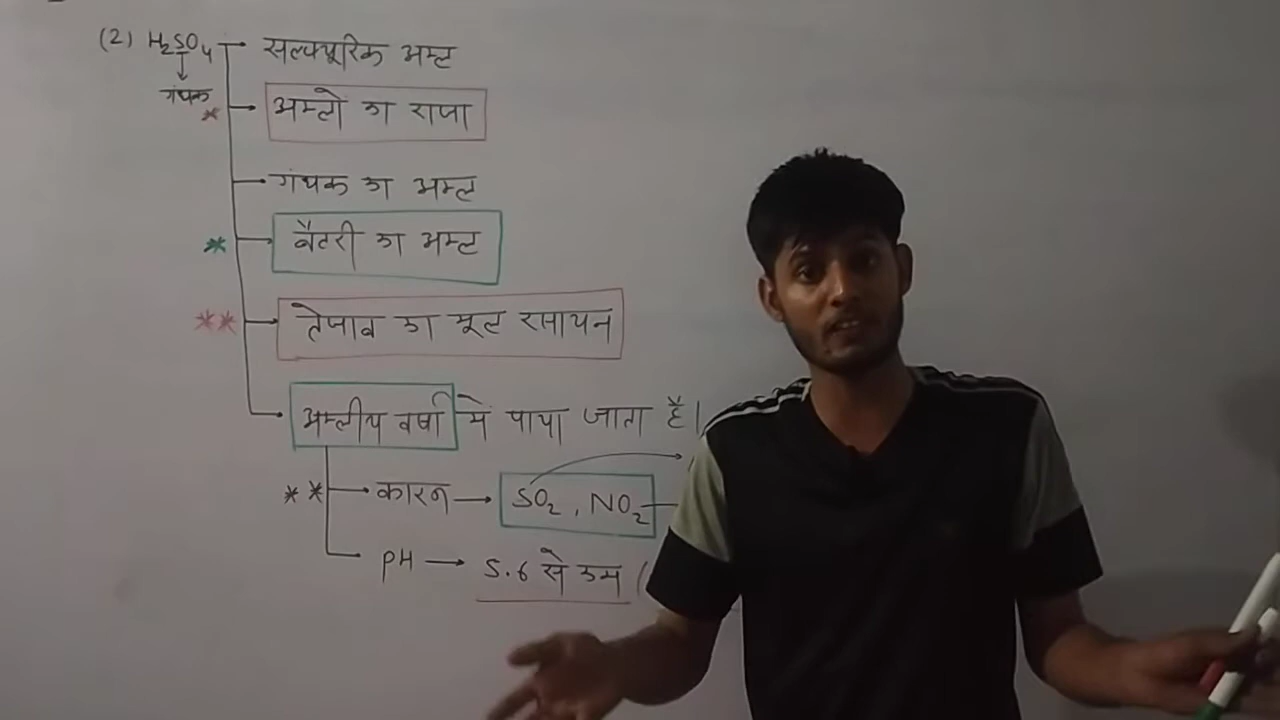 (2) H₂SO₄ → सल्फ्यूरिक अम्ल
गंधक
* अम्लो का राजा
गंधक का अम्ल
* बैटरी का अम्ल
** तेजाब का मूल रसायन
अम्लीय वर्षा मे पाया जाता है।
** कारन → SO₂, NO₂
PH → 5.6 से कम (